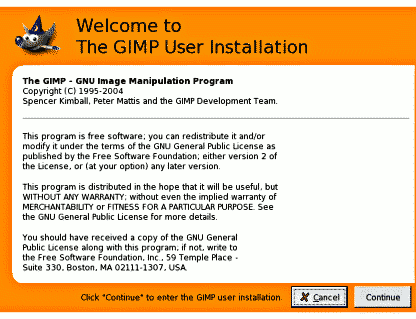 Welcome to
The GIMP User Installation
The GIMP - GNU Image Manipulation Program
Copyright (C) 1995-2004
Spencer Kimball, Peter Mattis and the GIMP Development Team.
This program is free software; you can redistribute it and/or
modify it under the terms of the GNU General Public License as
published by the Free Software Foundation; either version 2 of
the License, or (at your option) any later version.
This program is distributed in the hope that it will be useful, but
WITHOUT ANY WARRANTY; without even the implied warranty of
MERCHANTABILITY or FITNESS FOR A PARTICULAR PURPOSE. See
the GNU General Public License for more details.
You should have received a copy of the GNU General
Public License along with this program; if not, write to
the Free Software Foundation, Inc., 59 Temple Place -
Suite 330, Boston, MA 02111-1307, USA.
Click "Continue" to enter the GIMP user installation.
Cancel
Continue